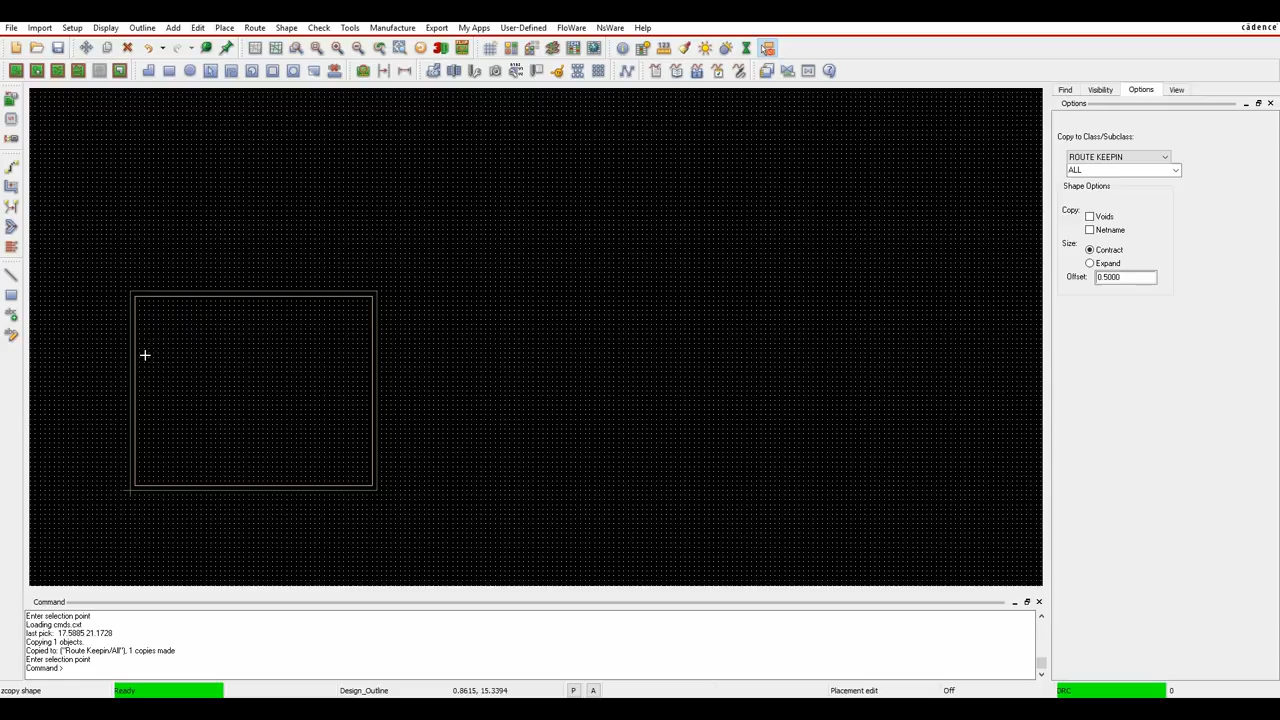 File Import Setup Display Outline Add Edit Place Route Shape Check Tools Manufacture Export My Apps User-Defined FloWare NsWare Help cādence
Find Visibility Options View
Options
Copy to Class/Subclass:
ROUTE KEEPIN
ALL
Shape Options
Copy:
Voids
Netname
Size:
Contract
Expand
Offset: 0.5000
Command
Enter selection point
Loading cmds.cxt
last pick: 17.5885 21.1728
Copying 1 objects.
Copied to: ("Route Keepin/All"), 1 copies made
Enter selection point
Command >
zcopy shape Ready Design_Outline 0.8615, 15.3394 P A Placement edit Off DRC 0